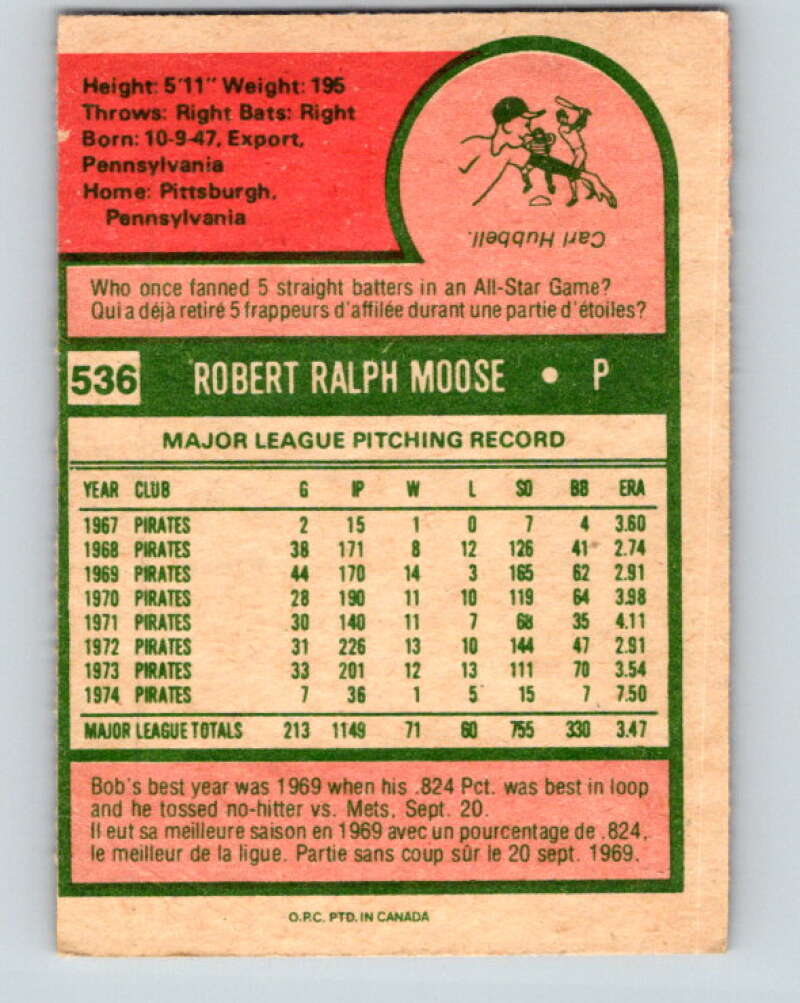 Height: 5'11" Weight: 195
Throws: Right Bats: Right
Born: 10-9-47, Export,
Pennsylvania
Home: Pittsburgh,
Pennsylvania
Carl Hubbell.
Who once fanned 5 straight batters in an All-Star Game?
Qui a déjà retiré 5 frappeurs d'affilée durant une partie d'étoiles?
536 ROBERT RALPH MOOSE • P
MAJOR LEAGUE PITCHING RECORD
YEAR CLUB G IP W L SO BB ERA
1967 PIRATES 2 15 1 0 7 4 3.60
1968 PIRATES 38 171 8 12 126 41 2.74
1969 PIRATES 44 170 14 3 165 62 2.91
1970 PIRATES 28 190 11 10 119 64 3.98
1971 PIRATES 30 140 11 7 68 35 4.11
1972 PIRATES 31 226 13 10 144 47 2.91
1973 PIRATES 33 201 12 13 111 70 3.54
1974 PIRATES 7 36 1 5 15 7 7.50
MAJOR LEAGUE TOTALS 213 1149 71 60 755 330 3.47
Bob's best year was 1969 when his .824 Pct. was best in loop
and he tossed no-hitter vs. Mets, Sept. 20.
Il eut sa meilleure saison en 1969 avec un pourcentage de .824,
le meilleur de la ligue. Partie sans coup sûr le 20 sept. 1969.
O.P.C. PTD. IN CANADA